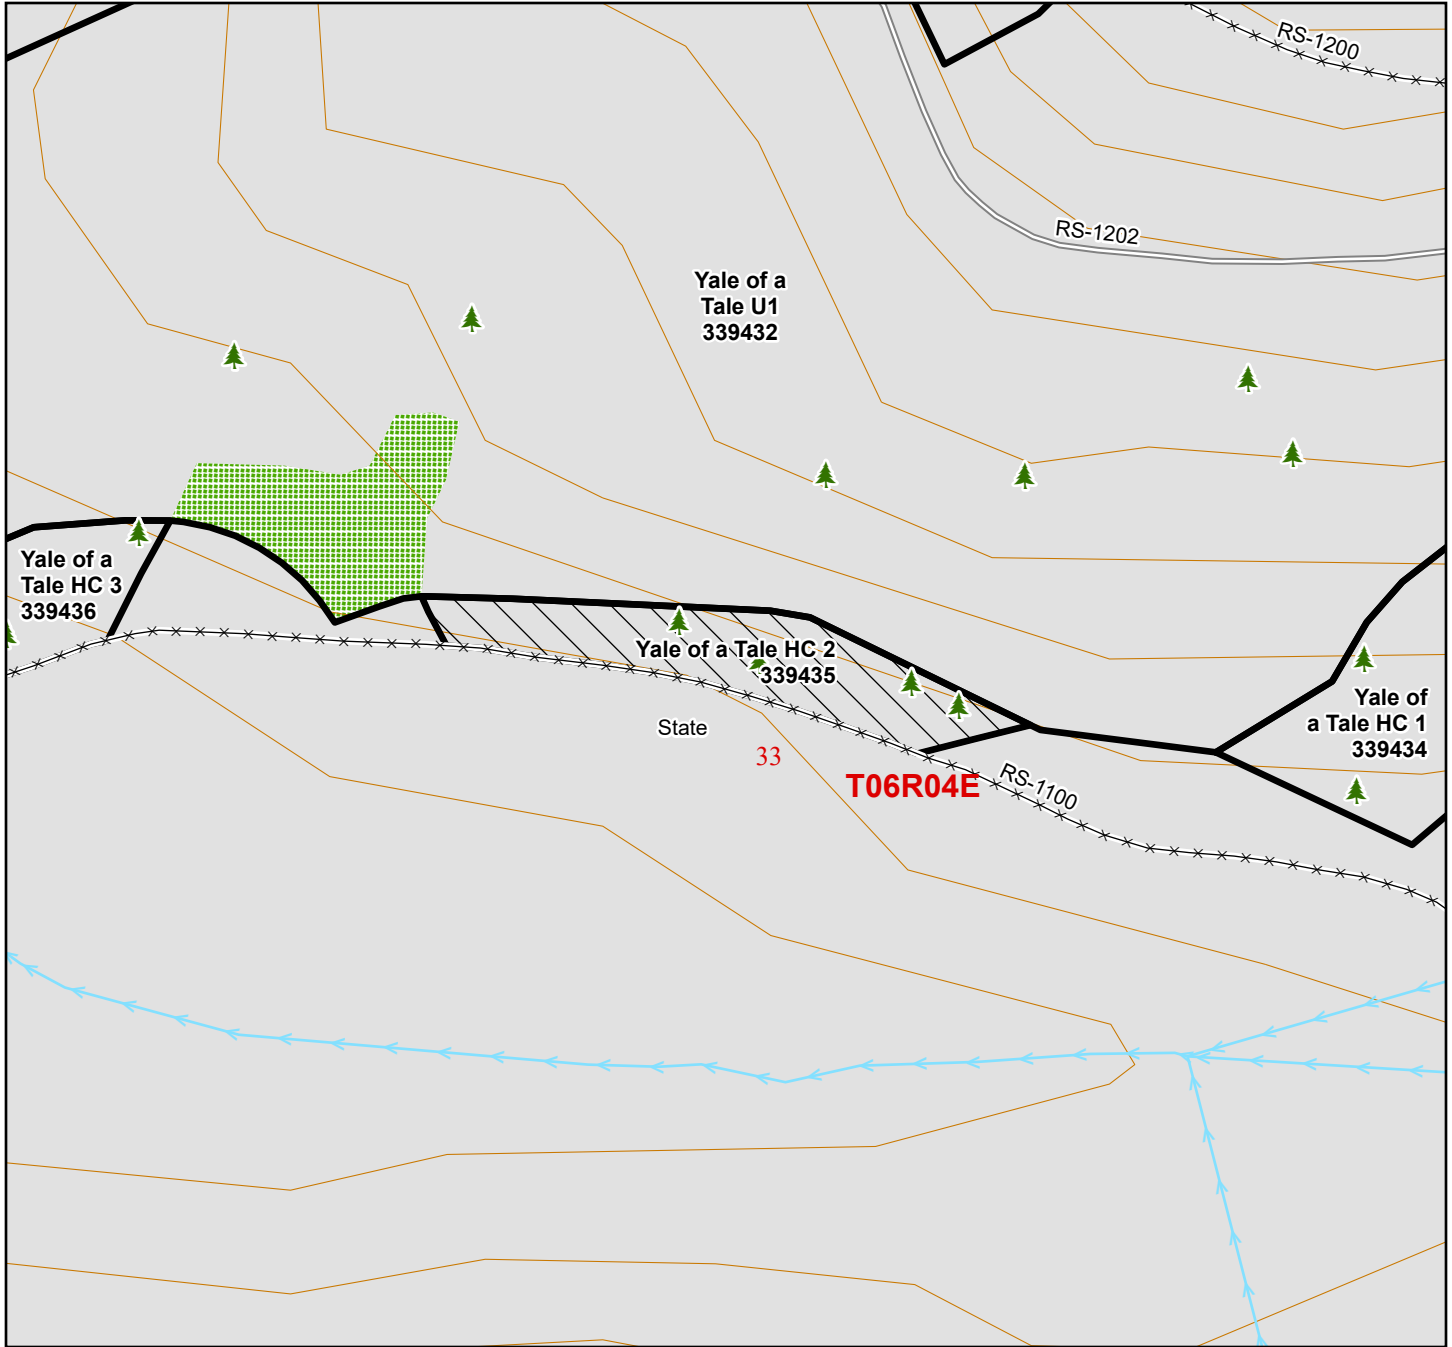 RS-1200
RS-1202
Yale of a
Tale U1
339432
Yale of a
Tale HC 3
339436
Yale of a Tale HC 2
339435
Yale of
a Tale HC 1
339434
State
33
T06R04E
RS-1100